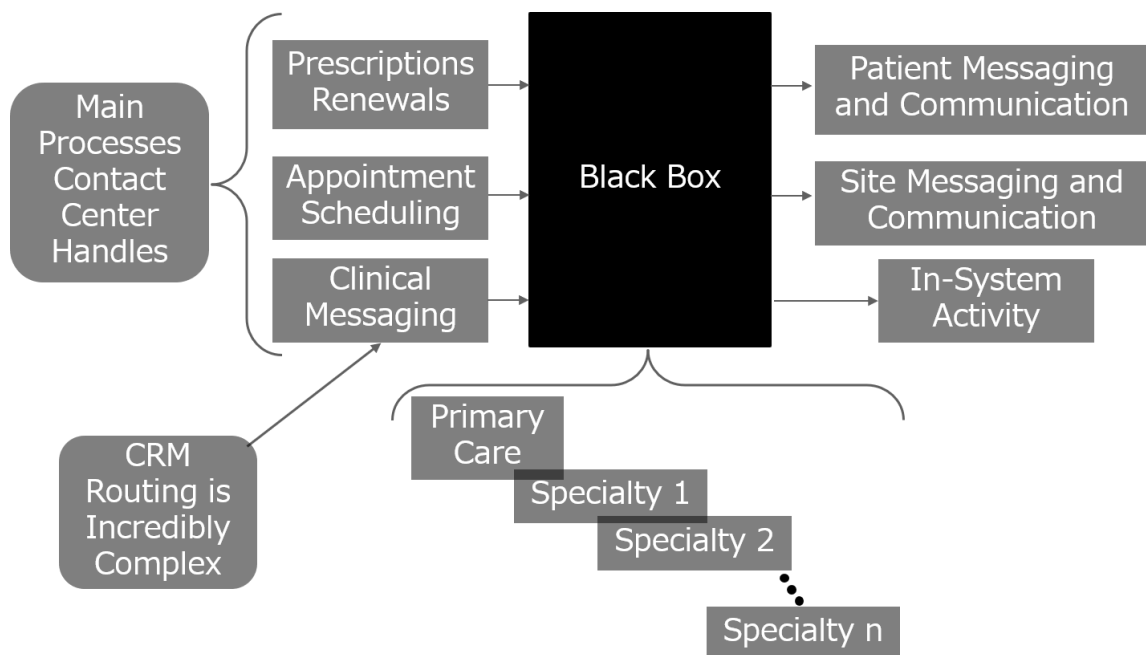 Main
Processes
Contact
Center
Handles
Prescriptions
Renewals
Appointment
Scheduling
Clinical
Messaging
Black Box
Patient Messaging
and Communication
Site Messaging and
Communication
In-System
Activity
CRM
Routing is
Incredibly
Complex
Primary
Care
Specialty 1
Specialty 2
Specialty n